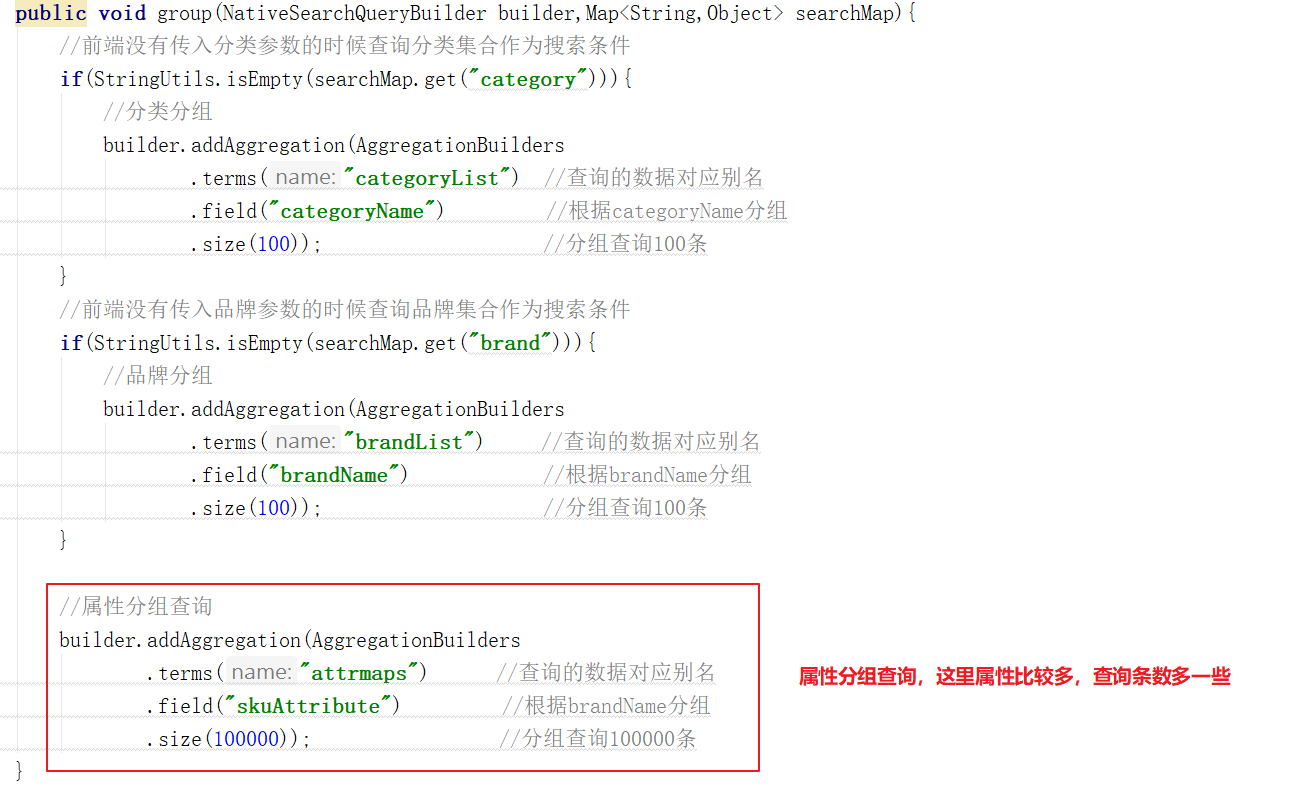 public void group(NativeSearchQueryBuilder builder,Map<String,Object> searchMap){
//前端没有传入分类参数的时候查询分类集合作为搜索条件
if(StringUtils.isEmpty(searchMap.get("category"))){
//分类分组
builder.addAggregation(AggregationBuilders
.terms( name: "categoryList") //查询的数据对应别名
.field("categoryName") //根据categoryName分组
.size(100)); //分组查询100条
}
//前端没有传入品牌参数的时候查询品牌集合作为搜索条件
if(StringUtils.isEmpty(searchMap.get("brand"))){
//品牌分组
builder.addAggregation(AggregationBuilders
.terms( name: "brandList") //查询的数据对应别名
.field("brandName") //根据brandName分组
.size(100)); //分组查询100条
}
//属性分组查询
builder.addAggregation(AggregationBuilders
.terms( name: "attrmaps") //查询的数据对应别名
.field("skuAttribute") //根据brandName分组
.size(100000)); //分组查询100000条
}
属性分组查询，这里属性比较多，查询条数多一些